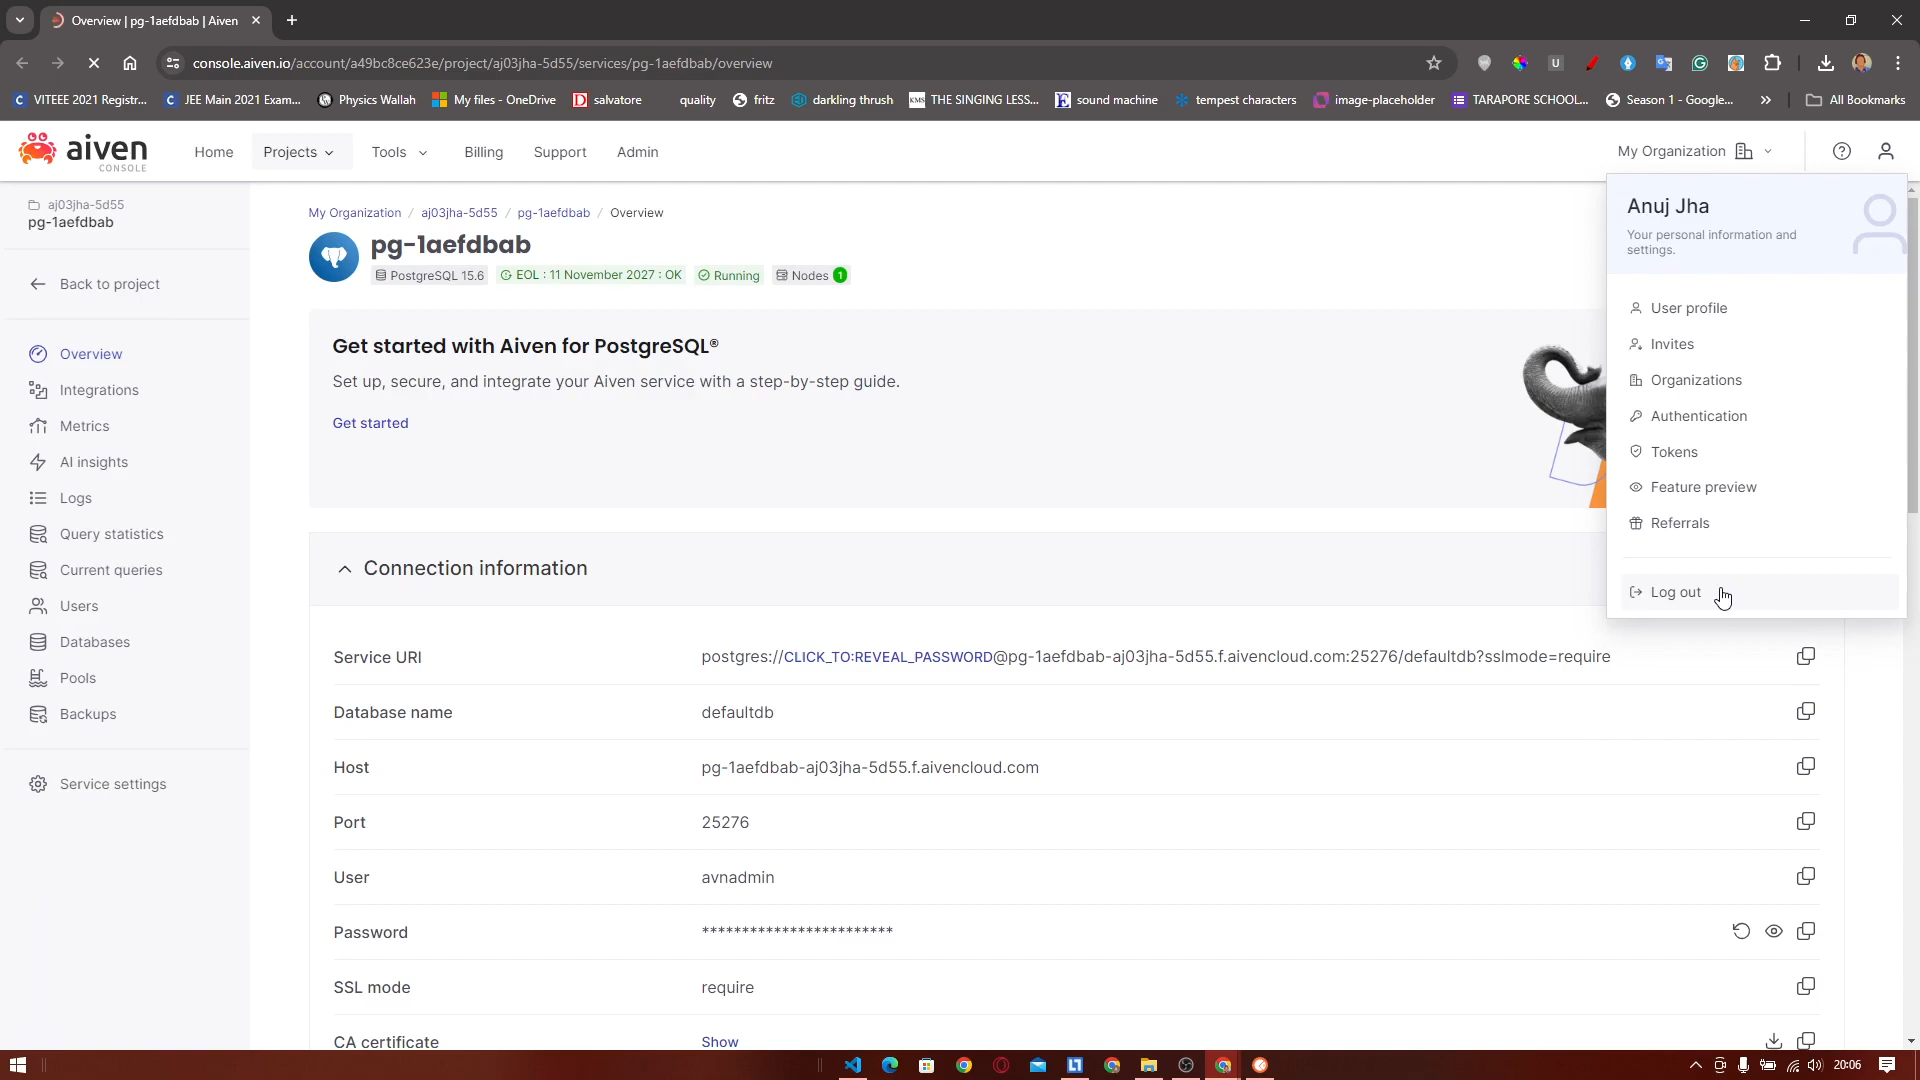 Overview | pg-1aefdbab | Aiven
console.aiven.io/account/a49bc8ce623e/project/aj03jha-5d55/services/pg-1aefdbab/overview
VITEEE 2021 Registr... JEE Main 2021 Exam... Physics Wallah My files - OneDrive salvatore quality fritz darkling thrush THE SINGING LESS... sound machine tempest characters image-placeholder TARAPORE SCHOOL... Season 1 - Google... » All Bookmarks
aiven
CONSOLE
Home Projects Tools Billing Support Admin
My Organization
aj03jha-5d55
pg-1aefdbab
Back to project
Overview
Integrations
Metrics
AI insights
Logs
Query statistics
Current queries
Users
Databases
Pools
Backups
Service settings
My Organization / aj03jha-5d55 / pg-1aefdbab / Overview
pg-1aefdbab
PostgreSQL 15.6 EOL : 11 November 2027 : OK Running Nodes 1
Get started with Aiven for PostgreSQL®
Set up, secure, and integrate your Aiven service with a step-by-step guide.
Get started
Connection information
Service URI postgres://CLICK_TO:REVEAL_PASSWORD@pg-1aefdbab-aj03jha-5d55.f.aivencloud.com:25276/defaultdb?sslmode=require
Database name defaultdb
Host pg-1aefdbab-aj03jha-5d55.f.aivencloud.com
Port 25276
User avnadmin
Password ************************
SSL mode require
CA certificate Show
Anuj Jha
Your personal information and
settings.
User profile
Invites
Organizations
Authentication
Tokens
Feature preview
Referrals
Log out
20:06